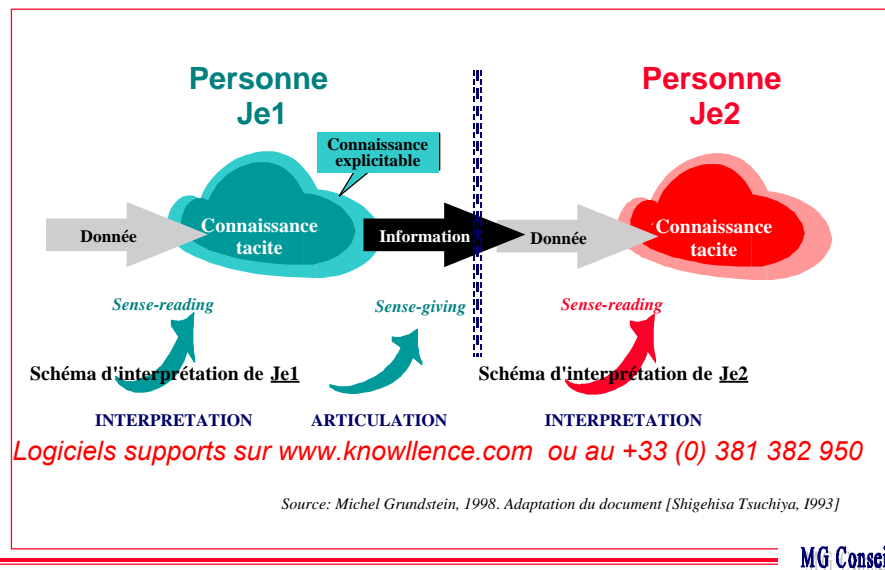 Personne
Je1
Personne
Je2
Connaissance
explicitable
Donnée
Connaissance
tacite
Information
Donnée
Connaissance
tacite
Sense-reading
Sense-giving
Sense-reading
Schéma d'interprétation de Je1
Schéma d'interprétation de Je2
INTERPRETATION
ARTICULATION
INTERPRETATION
Logiciels supports sur www.knowllence.com ou au +33 (0) 381 382 950
Source: Michel Grundstein, 1998. Adaptation du document [Shigehisa Tsuchiya, I993]
MG Conseil